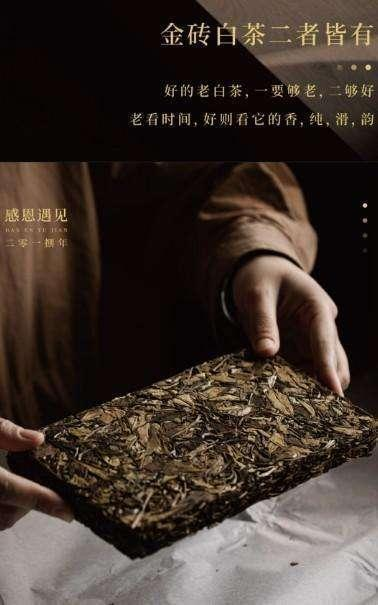 金砖白茶二者皆有
好的老白茶,一要够老,二够好
老看时间,好则看它的香,纯,滑,韵
感恩遇见
GAN EN YU JIAN
二零一捌年